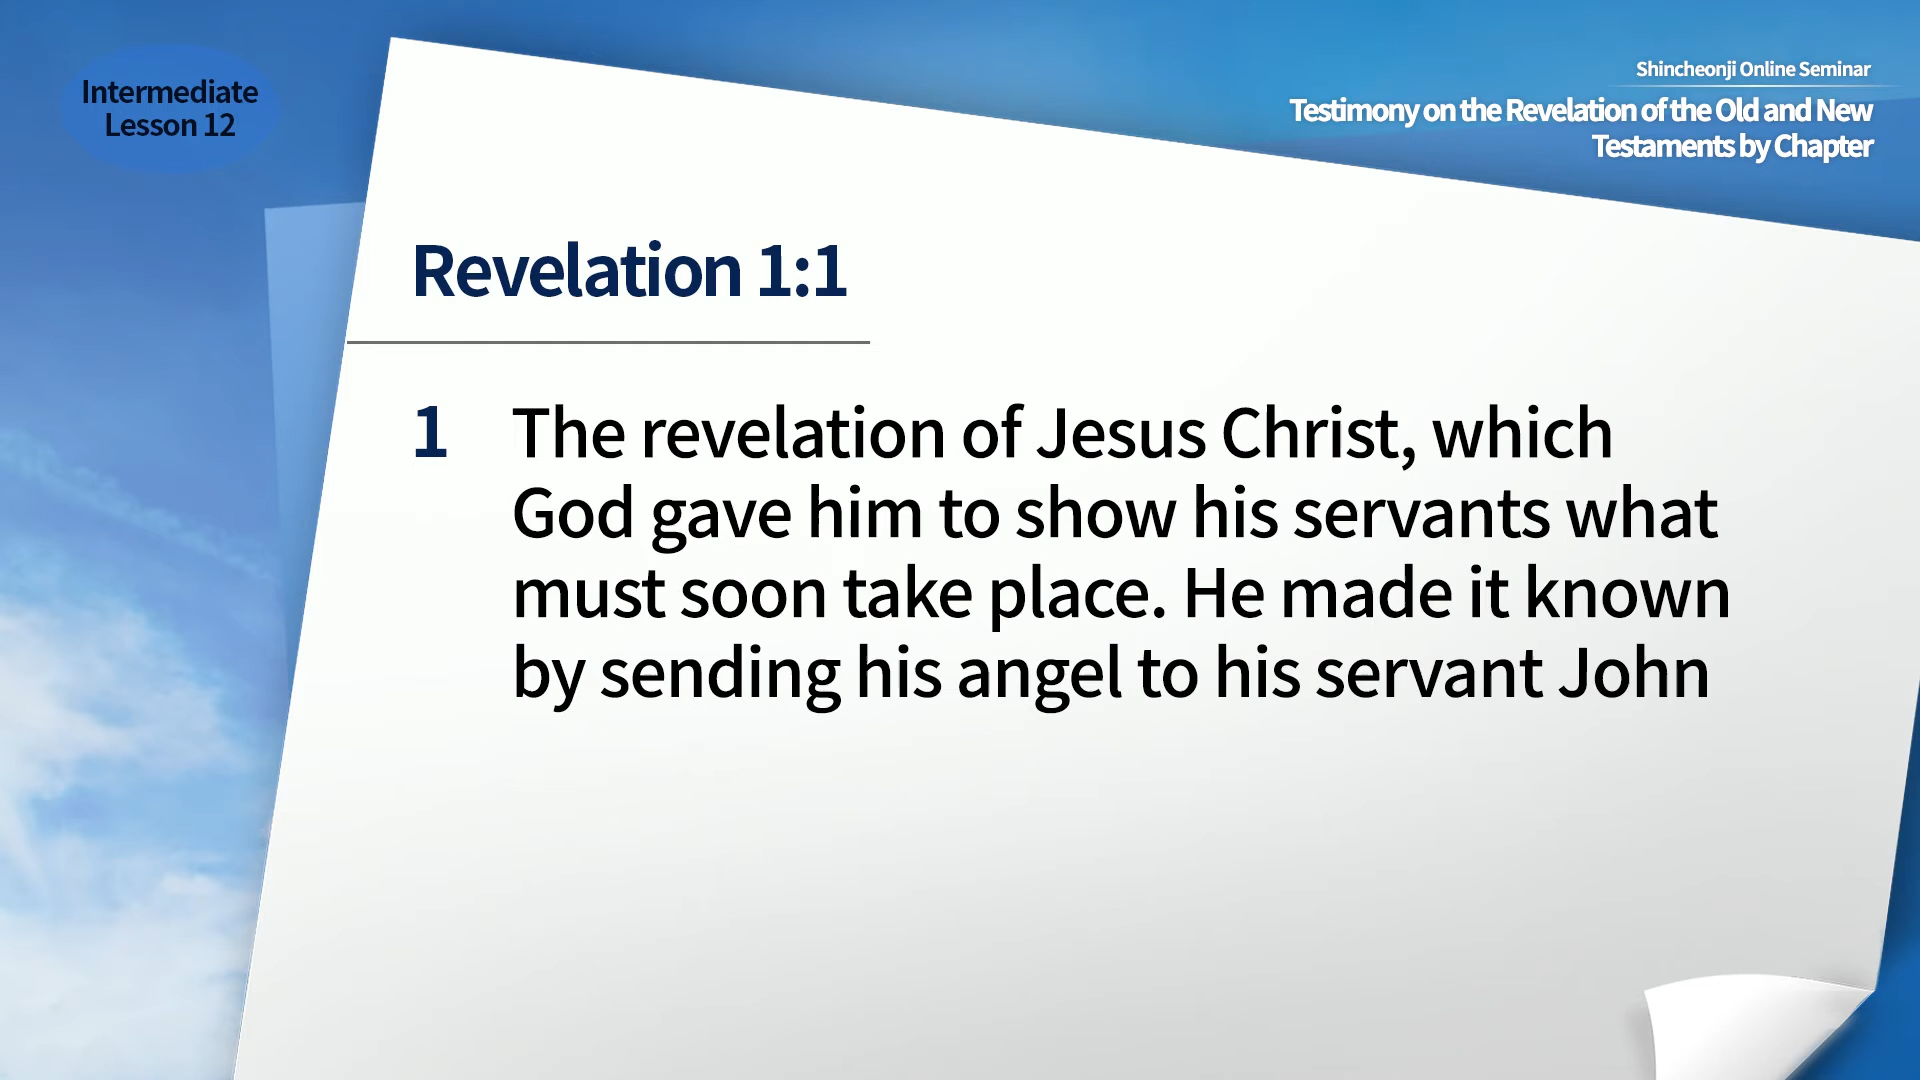 Intermediate
Lesson 12
Shincheonji Online Seminar
Testimony on the Revelation of the Old and New
Testaments by Chapter
Revelation 1:1
1 The revelation of Jesus Christ, which
God gave him to show his servants what
must soon take place. He made it known
by sending his angel to his servant John